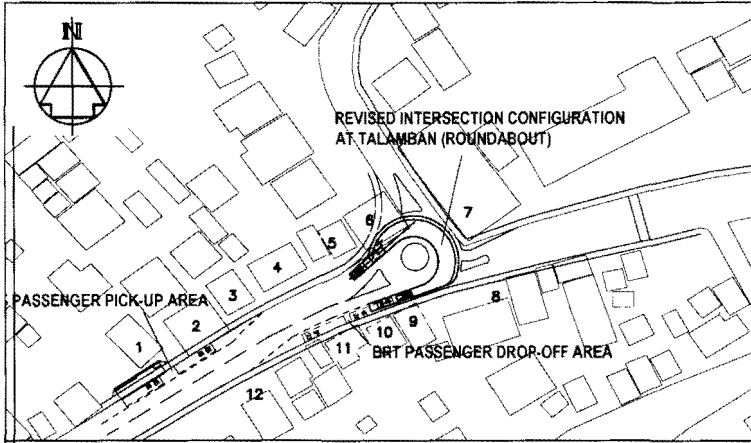 N
REVISED INTERSECTION CONFIGURATION
AT TALAMBAN (ROUNDABOUT)
7
6
5
4
3
PASSENGER PICK-UP AREA
2
1
8
9
10
11
BRT PASSENGER DROP-OFF AREA
12